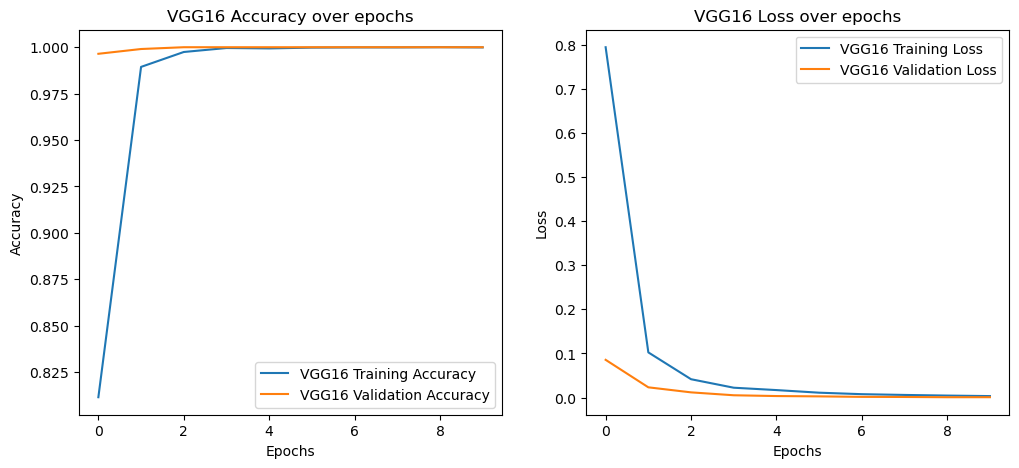 VGG16 Accuracy over epochs
1.000
0.975
0.950
0.925
0.900
0.875
0.850
0.825
Accuracy
VGG16 Training Accuracy
VGG16 Validation Accuracy
0 2 4 6 8
Epochs
VGG16 Loss over epochs
0.8
0.7
0.6
0.5
0.4
0.3
0.2
0.1
0.0
Loss
VGG16 Training Loss
VGG16 Validation Loss
0 2 4 6 8
Epochs